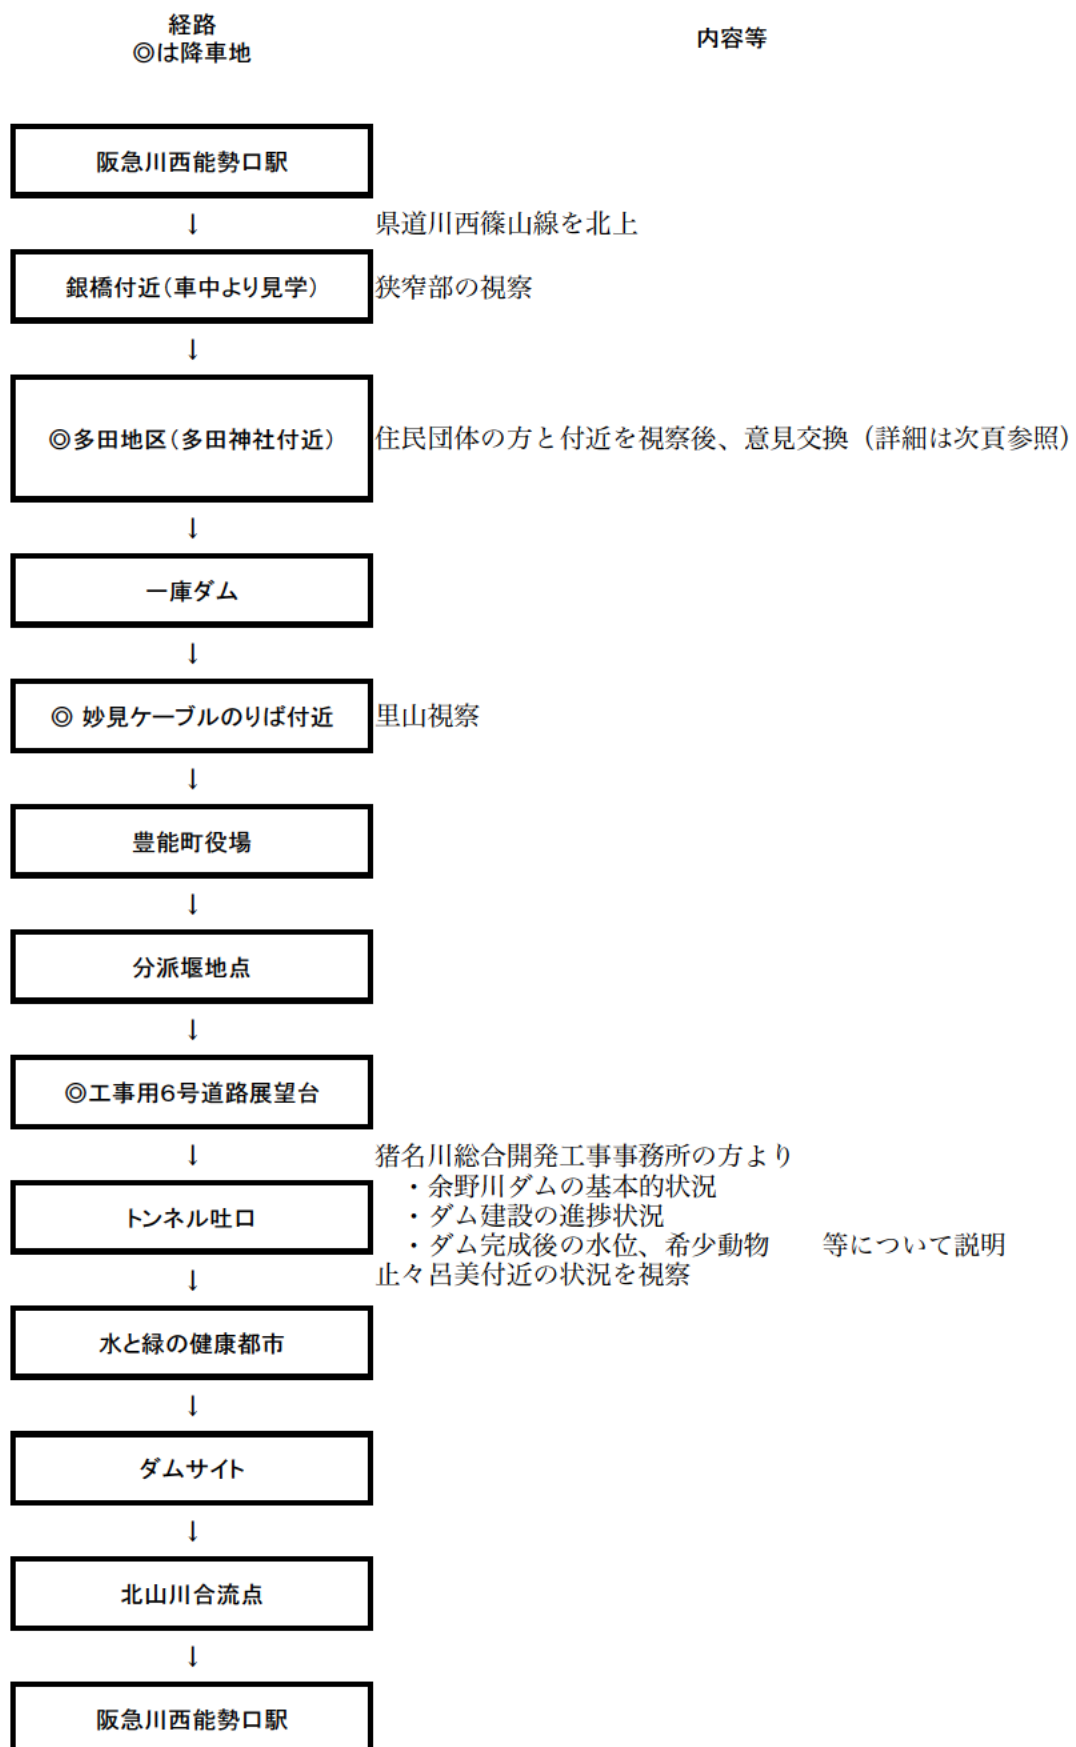 経路
◎は降車地
内容等
阪急川西能勢口駅
↓
県道川西篠山線を北上
銀橋付近（車中より見学）
狭窄部の視察
↓
◎多田地区（多田神社付近）
住民団体の方と付近を視察後、意見交換（詳細は次頁参照）
↓
一庫ダム
↓
◎ 妙見ケーブルのりば付近
里山視察
↓
豊能町役場
↓
分派堰地点
↓
◎工事用６号道路展望台
↓
猪名川総合開発工事事務所の方より
・余野川ダムの基本的状況
トンネル吐口
・ダム建設の進捗状況
・ダム完成後の水位、希少動物　　等について説明
↓
止々呂美付近の状況を視察
水と緑の健康都市
↓
ダムサイト
↓
北山川合流点
↓
阪急川西能勢口駅